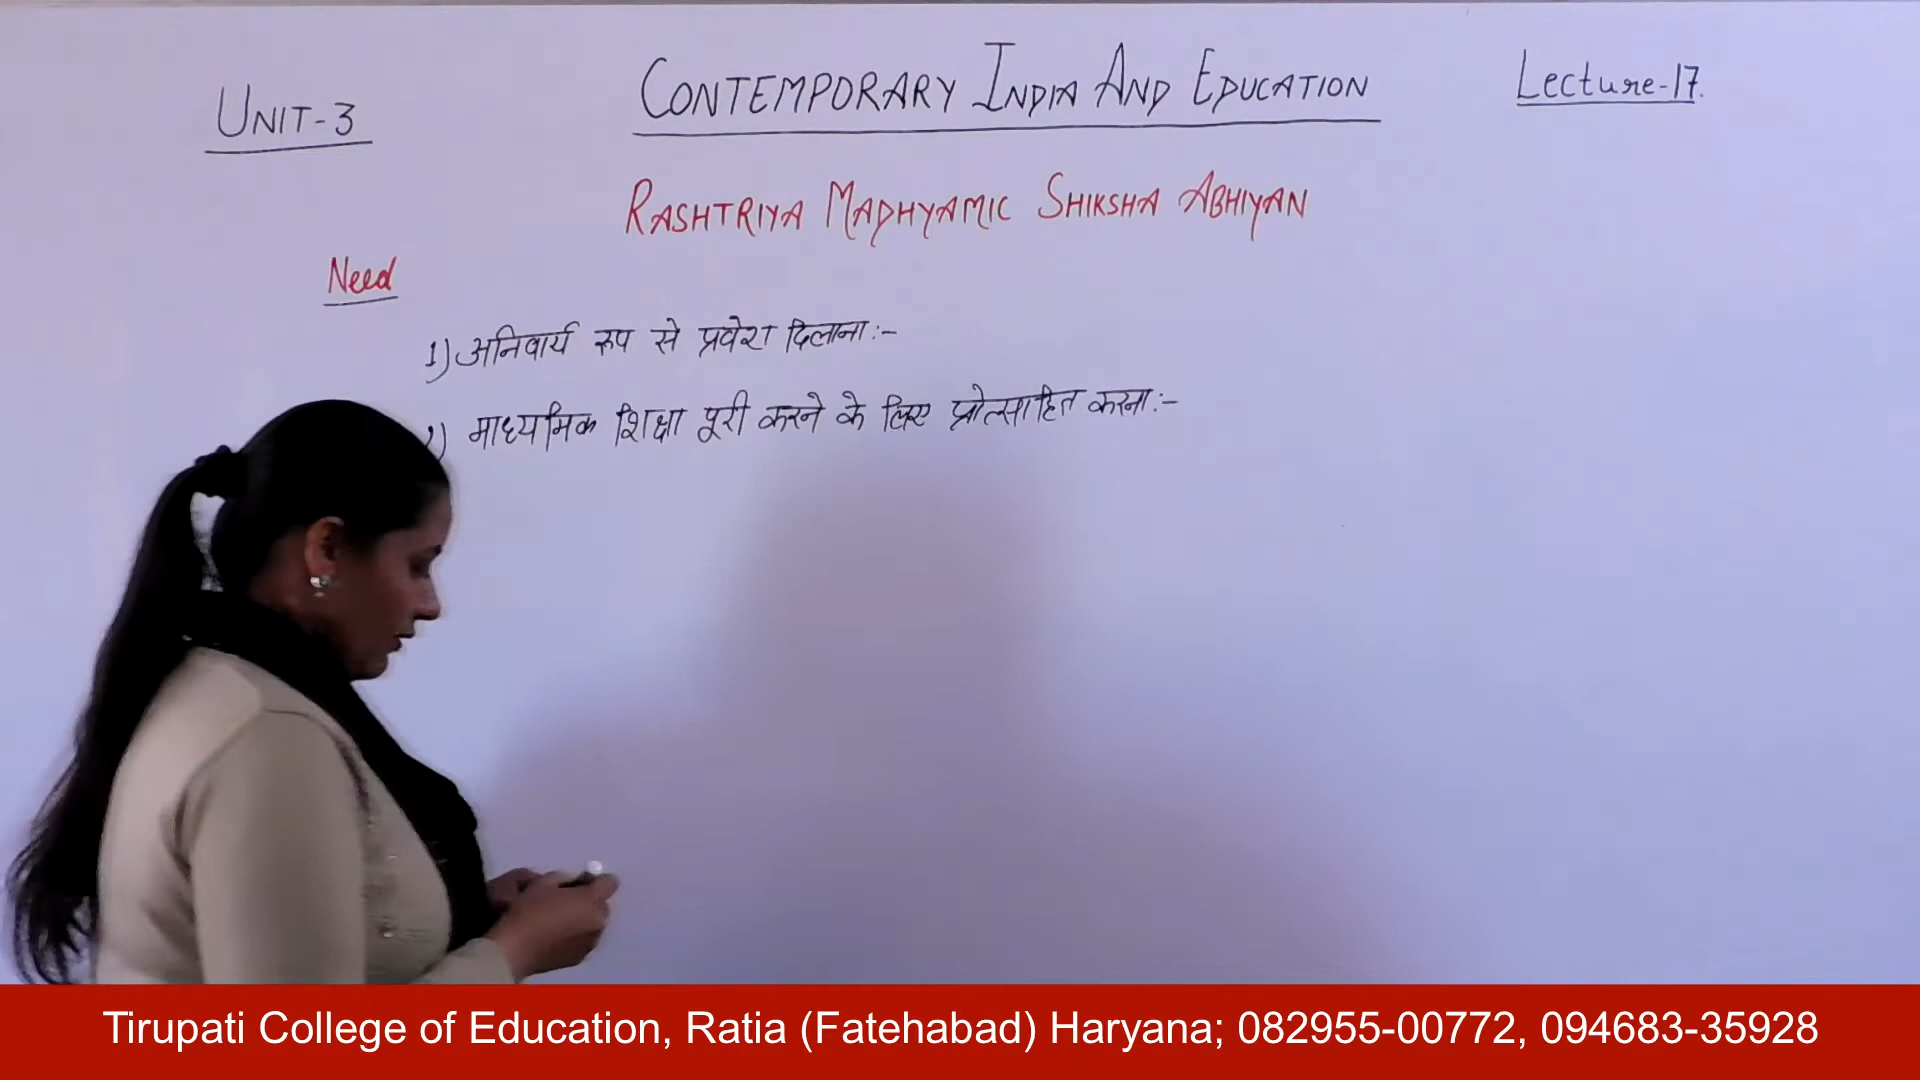 UNIT-3
CONTEMPORARY INDIA AND EDUCATION
Lecture-17.
RASHTRIYA MADHYAMIC SHIKSHA ABHIYAN
Need
1) अनिवार्य रूप से प्रवेश दिलाना:-
2) माध्यमिक शिक्षा पूरी करने के लिए प्रोत्साहित करना:-
Tirupati College of Education, Ratia (Fatehabad) Haryana; 082955-00772, 094683-35928